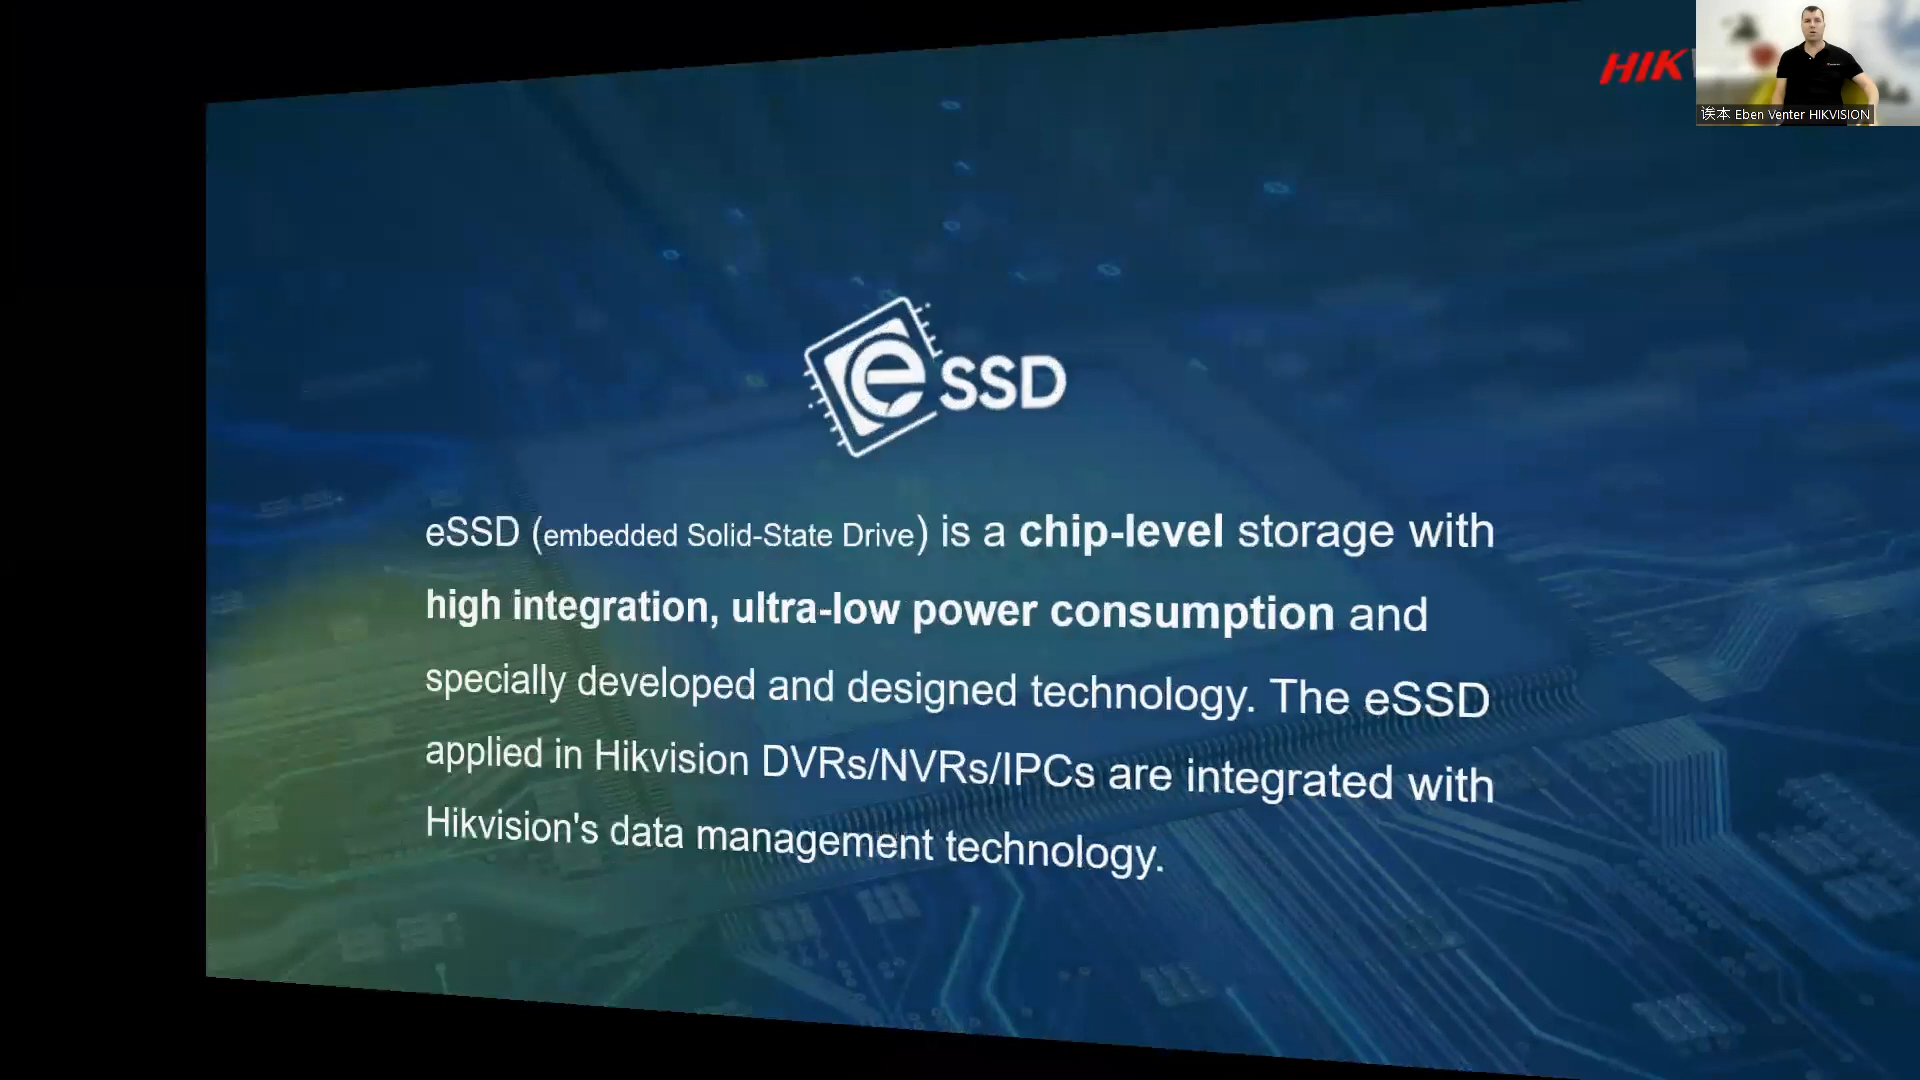 HIK
诶本 Eben Venter HIKVISION
eSSD
eSSD (embedded Solid-State Drive) is a chip-level storage with
high integration, ultra-low power consumption and
specially developed and designed technology. The eSSD
applied in Hikvision DVRs/NVRs/IPCs are integrated with
Hikvision's data management technology.